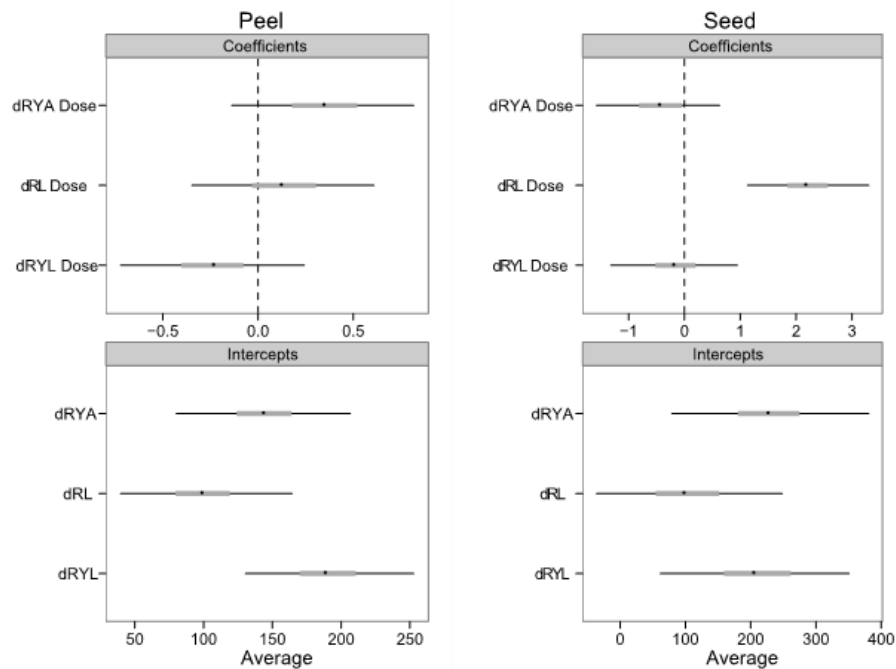 Peel
Coefficients
dRYA Dose
dRL Dose
dRYL Dose
−0.5 0.0 0.5
Intercepts
dRYA
dRL
dRYL
50 100 150 200 250
Average
Seed
Coefficients
dRYA Dose
dRL Dose
dRYL Dose
−1 0 1 2 3
Intercepts
dRYA
dRL
dRYL
0 100 200 300 400
Average